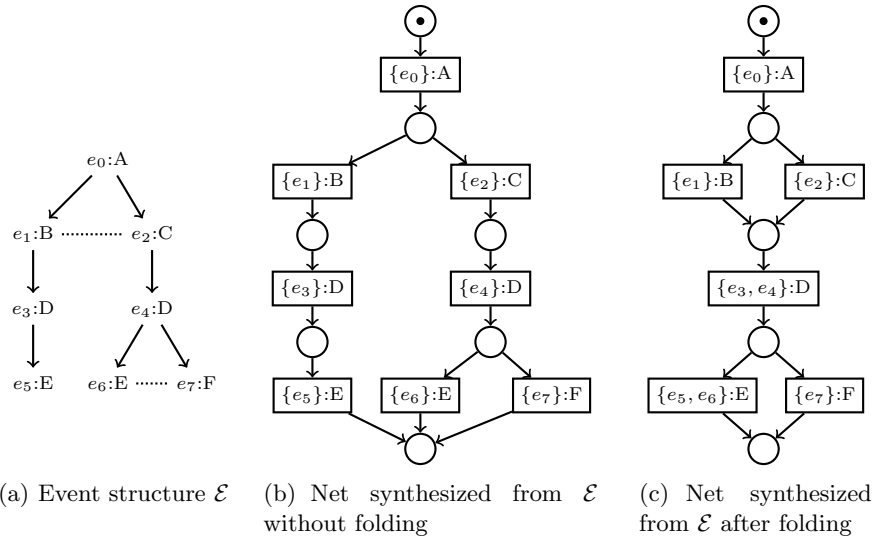 e₀:A
e₁:B e₂:C
e₃:D e₄:D
e₅:E e₆:E e₇:F
(a) Event structure ℰ
{e₀}:A
{e₁}:B {e₂}:C
{e₃}:D {e₄}:D
{e₅}:E {e₆}:E {e₇}:F
(b) Net synthesized from ℰ
without folding
{e₀}:A
{e₁}:B {e₂}:C
{e₃, e₄}:D
{e₅, e₆}:E {e₇}:F
(c) Net synthesized
from ℰ after folding